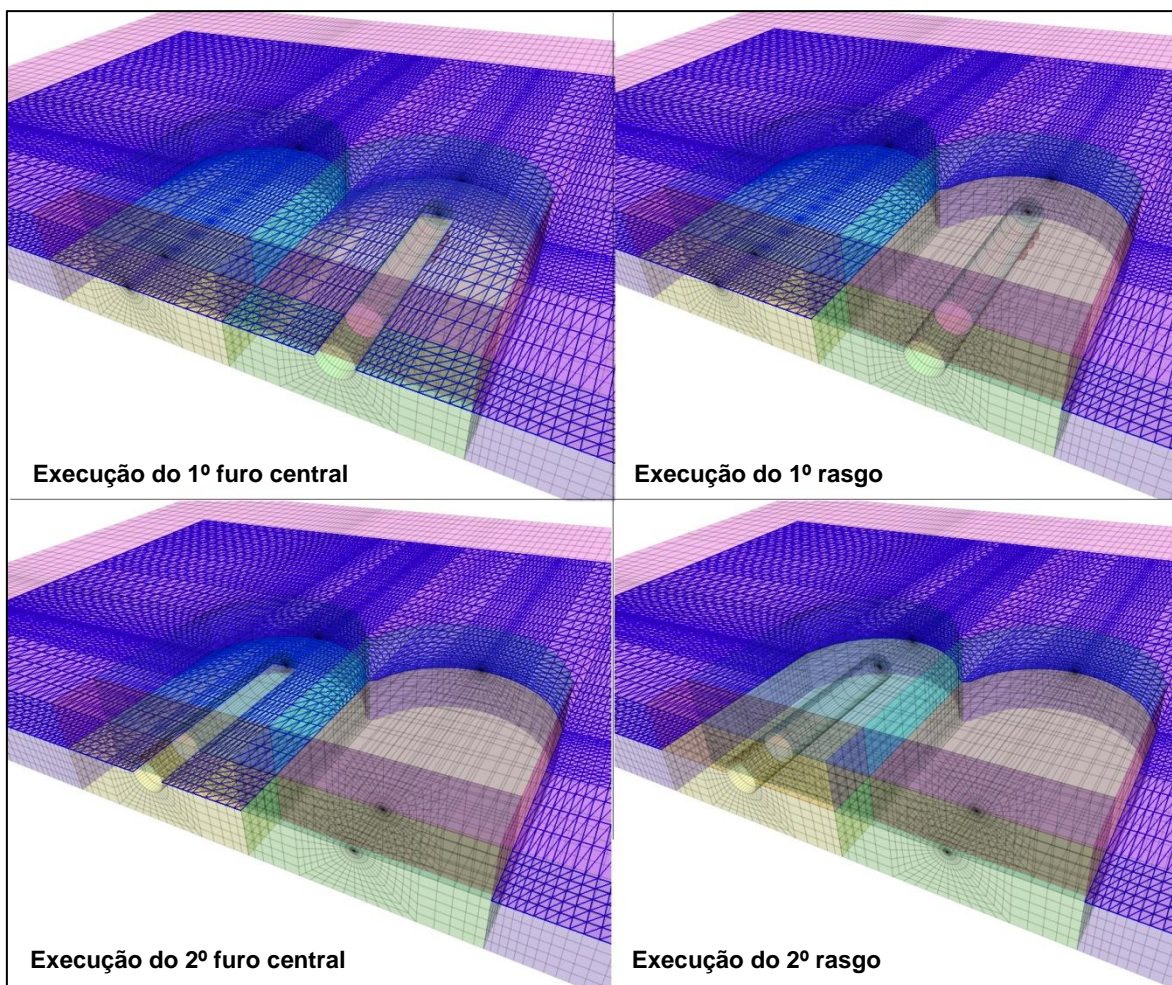 Execução do 1º furo central
Execução do 1º rasgo
Execução do 2º furo central
Execução do 2º rasgo